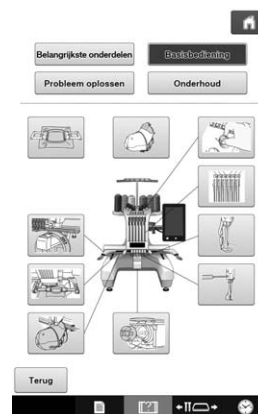 Belangrijkste onderdelen
Basisbediening
Probleem oplossen
Onderhoud
Terug